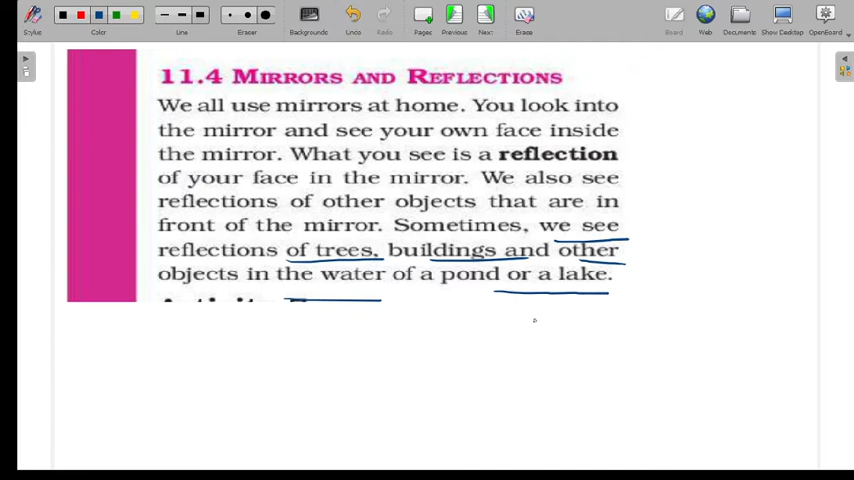 Stylus
Color
Line
Eraser
Backgrounds
Undo
Redo
Pages
Previous
Next
Erase
Board
Web
Documents
Show Desktop
OpenBoard
11.4 MIRRORS AND REFLECTIONS
We all use mirrors at home. You look into
the mirror and see your own face inside
the mirror. What you see is a reflection
of your face in the mirror. We also see
reflections of other objects that are in
front of the mirror. Sometimes, we see
reflections of trees, buildings and other
objects in the water of a pond or a lake.